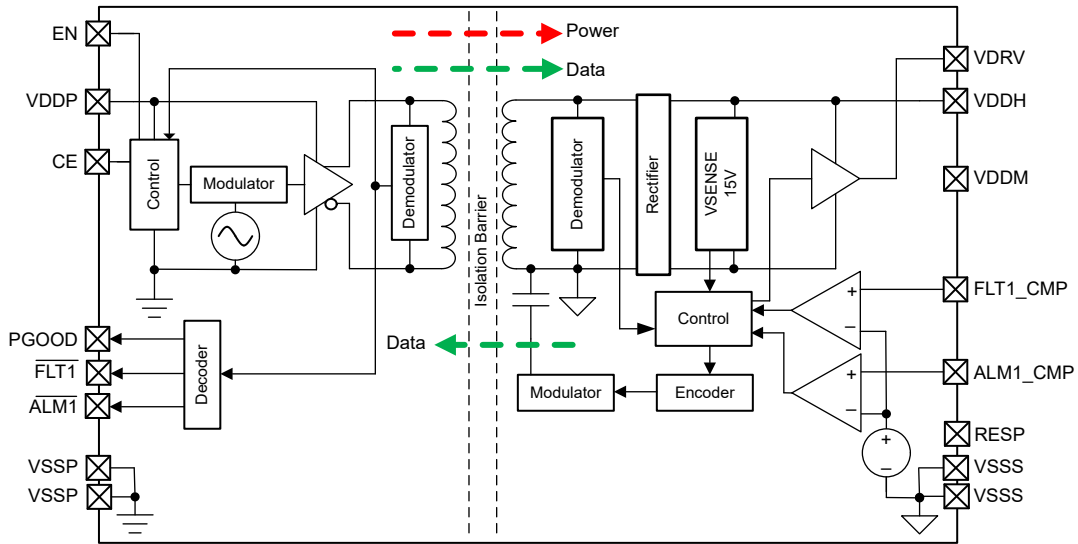 EN
Power
VDRV
Data
VDDP
VDDH
CE
Control
Modulator
Demodulator
Isolation Barrier
Demodulator
Rectifier
VSENSE
15V
VDDM
FLT1_CMP
+
−
Control
PGOOD
Data
FLT1
Decoder
ALM1
Modulator
Encoder
+
−
ALM1_CMP
RESP
+
−
VSSP
VSSS
VSSP
VSSS